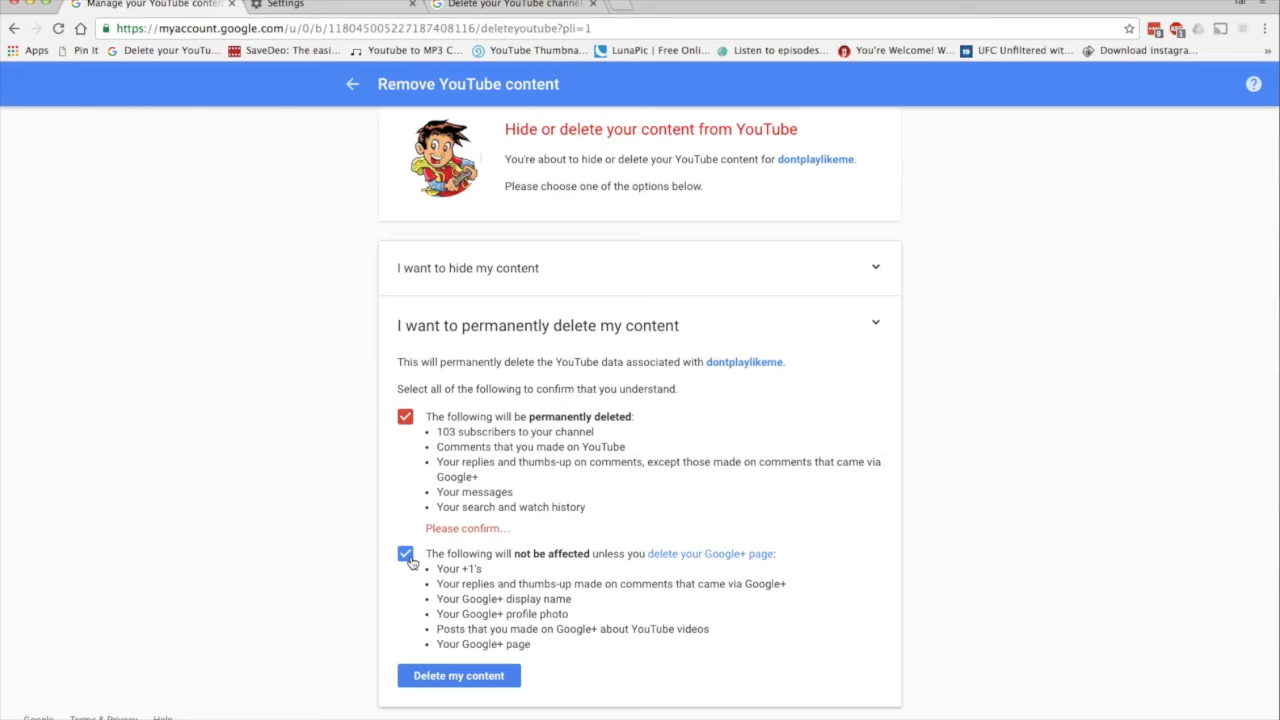 Manage your YouTube content
Settings
Delete your YouTube channel
https://myaccount.google.com/u/0/b/118045005227187408116/deleteyoutube?pli=1
Apps Pin It Delete your YouTu... SaveDeo: The easi... Youtube to MP3 C... YouTube Thumbna... LunaPic | Free Onli... Listen to episodes... You're Welcome! W... UFC Unfiltered wit... Download instagra... »
Remove YouTube content
Hide or delete your content from YouTube
You're about to hide or delete your YouTube content for dontplaylikeme.
Please choose one of the options below.
I want to hide my content
I want to permanently delete my content
This will permanently delete the YouTube data associated with dontplaylikeme.
Select all of the following to confirm that you understand.
The following will be permanently deleted:
• 103 subscribers to your channel
• Comments that you made on YouTube
• Your replies and thumbs-up on comments, except those made on comments that came via
Google+
• Your messages
• Your search and watch history
Please confirm...
The following will not be affected unless you delete your Google+ page:
• Your +1's
• Your replies and thumbs-up made on comments that came via Google+
• Your Google+ display name
• Your Google+ profile photo
• Posts that you made on Google+ about YouTube videos
• Your Google+ page
Delete my content
Google Terms & Privacy Help